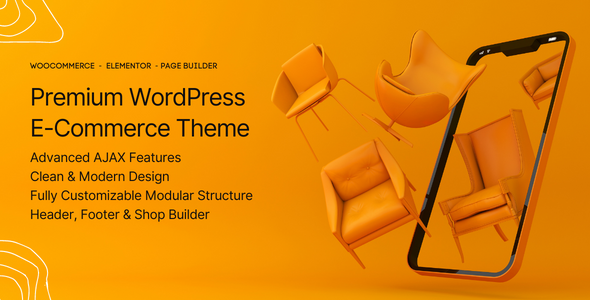 WOOCOMMERCE - ELEMENTOR - PAGE BUILDER
Premium WordPress
E-Commerce Theme
Advanced AJAX Features
Clean & Modern Design
Fully Customizable Modular Structure
Header, Footer & Shop Builder